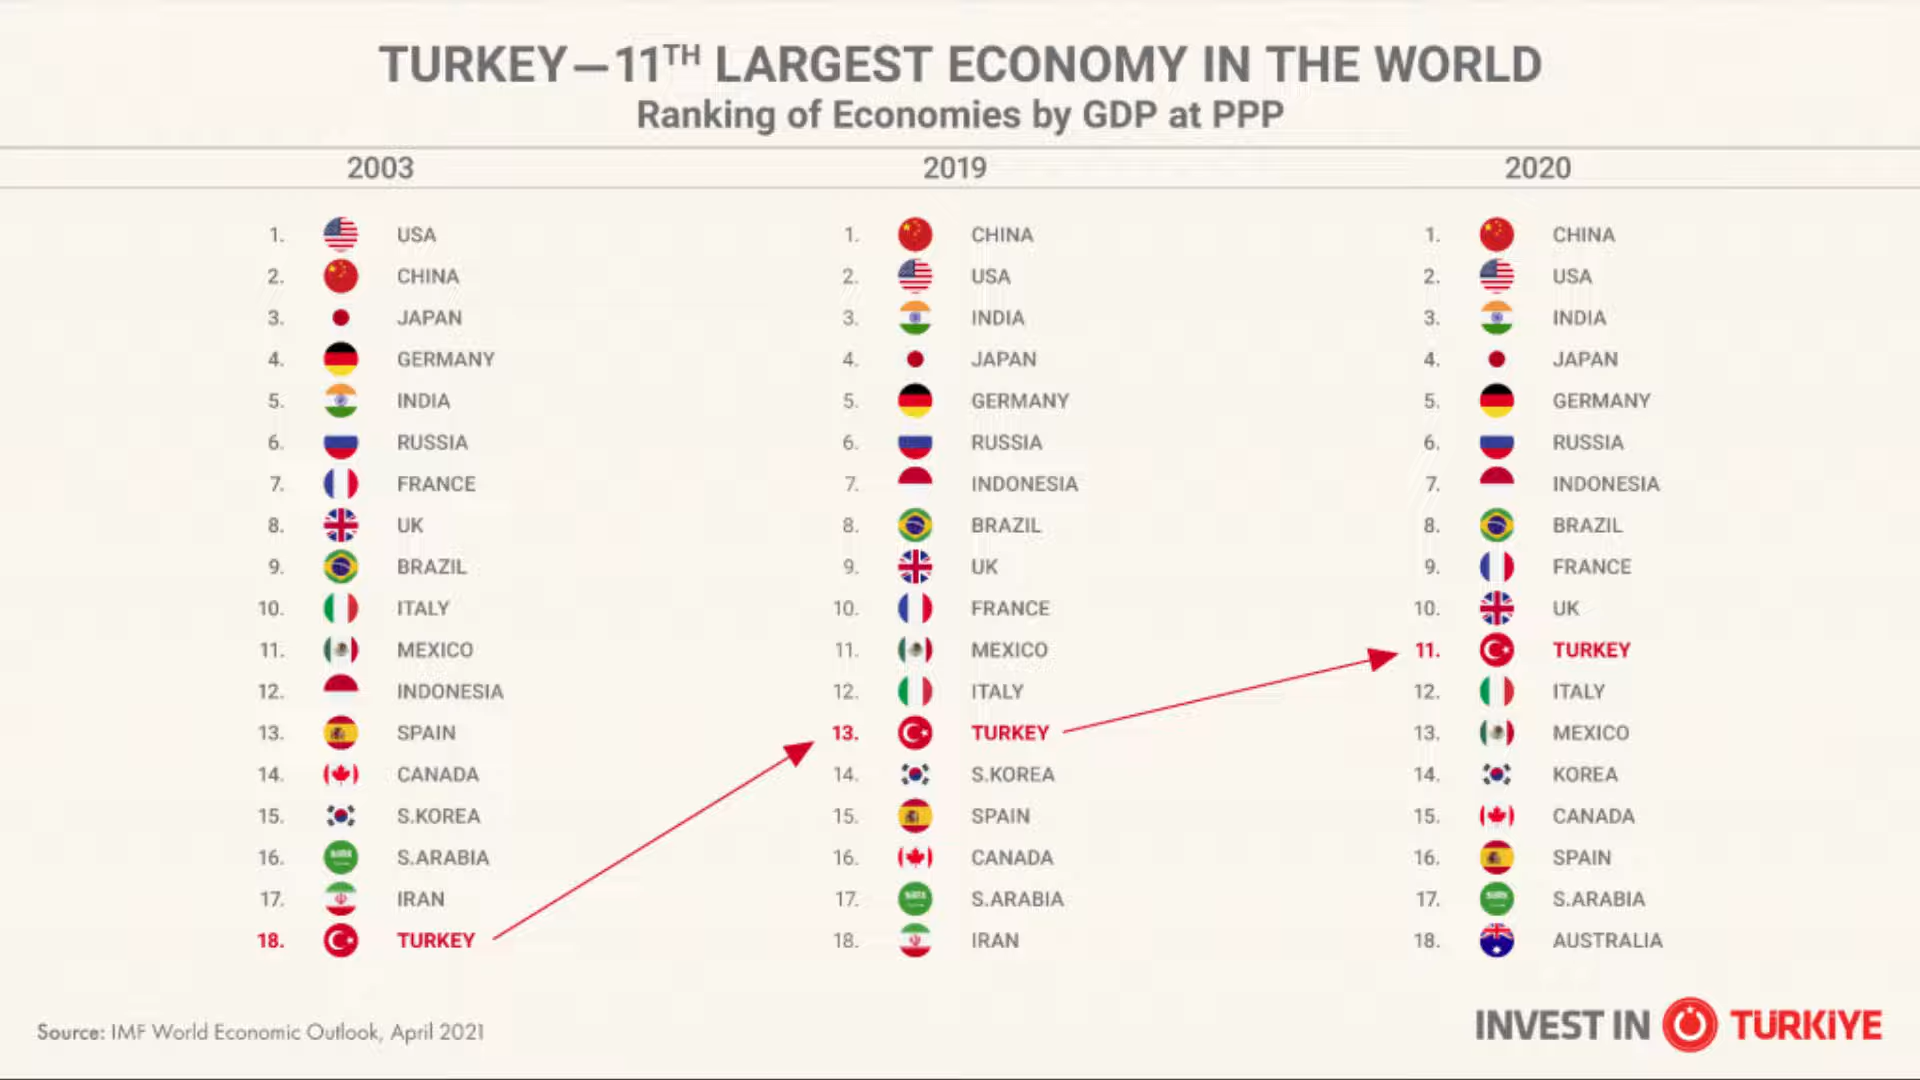 TURKEY—11TH LARGEST ECONOMY IN THE WORLD
Ranking of Economies by GDP at PPP
2003
1. USA
2. CHINA
3. JAPAN
4. GERMANY
5. INDIA
6. RUSSIA
7. FRANCE
8. UK
9. BRAZIL
10. ITALY
11. MEXICO
12. INDONESIA
13. SPAIN
14. CANADA
15. S.KOREA
16. S.ARABIA
17. IRAN
18. TURKEY
2019
1. CHINA
2. USA
3. INDIA
4. JAPAN
5. GERMANY
6. RUSSIA
7. INDONESIA
8. BRAZIL
9. UK
10. FRANCE
11. MEXICO
12. ITALY
13. TURKEY
14. S.KOREA
15. SPAIN
16. CANADA
17. S.ARABIA
18. IRAN
2020
1. CHINA
2. USA
3. INDIA
4. JAPAN
5. GERMANY
6. RUSSIA
7. INDONESIA
8. BRAZIL
9. FRANCE
10. UK
11. TURKEY
12. ITALY
13. MEXICO
14. KOREA
15. CANADA
16. SPAIN
17. S.ARABIA
18. AUSTRALIA
Source: IMF World Economic Outlook, April 2021
INVEST IN TÜRKİYE